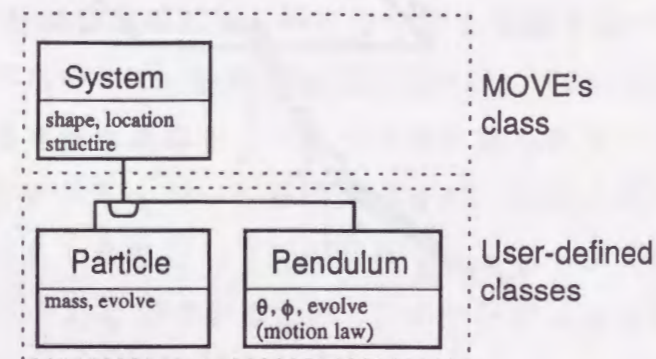 System
shape, location
structire
MOVE's
class
Particle
mass, evolve
Pendulum
θ, ϕ, evolve
(motion law)
User-defined
classes